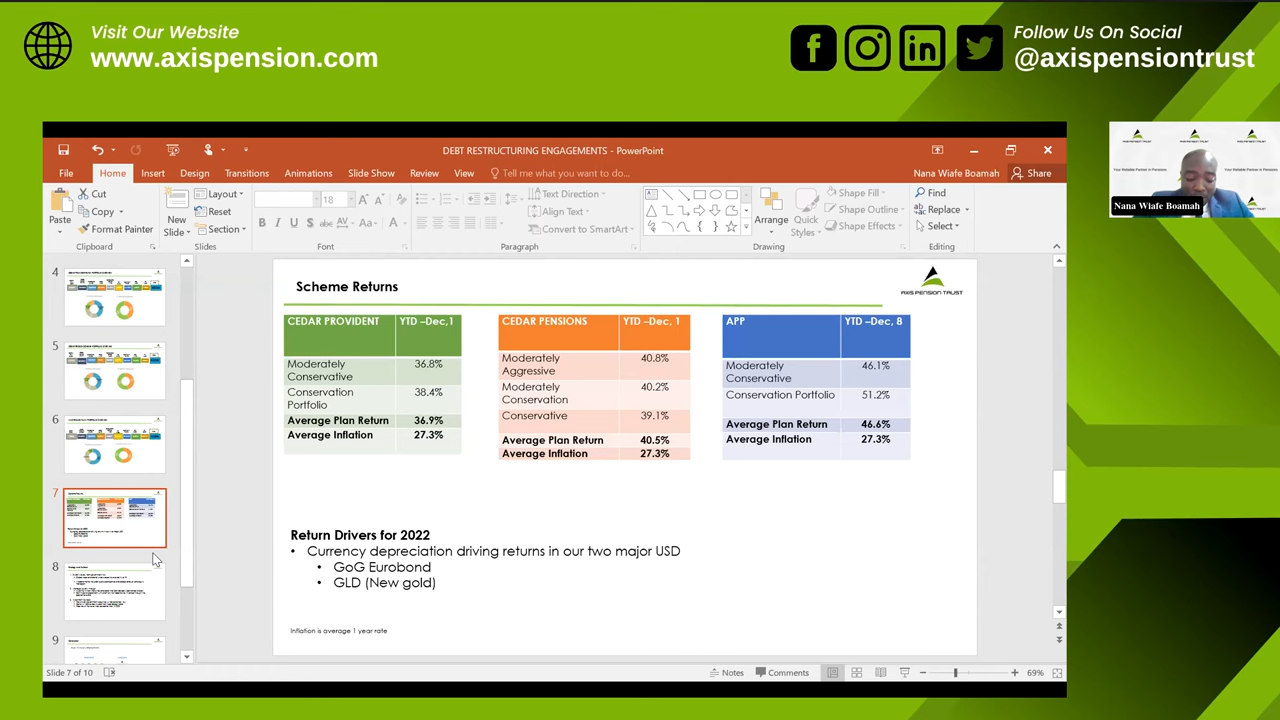 Visit Our Website
www.axispension.com
Follow Us On Social
@axispensiontrust
DEBT RESTRUCTURING ENGAGEMENTS - PowerPoint
File Home Insert Design Transitions Animations Slide Show Review View Tell me what you want to do...
Nana Wiafe Boamah Share
Paste
Cut
Copy
Format Painter
Clipboard
New Slide
Layout
Reset
Section
Slides
18
Font
Paragraph
Text Direction
Align Text
Convert to SmartArt
Arrange
Quick Styles
Shape Fill
Shape Outline
Shape Effects
Drawing
Find
Replace
Select
Editing
4
5
6
7
8
9
Scheme Returns
AXIS PENSION TRUST
CEDAR PROVIDENT YTD –Dec,1
Moderately Conservative 36.8%
Conservation Portfolio 38.4%
Average Plan Return 36.9%
Average Inflation 27.3%
CEDAR PENSIONS YTD –Dec, 1
Moderately Aggressive 40.8%
Moderately Conservation 40.2%
Conservative 39.1%
Average Plan Return 40.5%
Average Inflation 27.3%
APP YTD –Dec, 8
Moderately Conservative 46.1%
Conservation Portfolio 51.2%
Average Plan Return 46.6%
Average Inflation 27.3%
Return Drivers for 2022
• Currency depreciation driving returns in our two major USD
• GoG Eurobond
• GLD (New gold)
Inflation is average 1 year rate
Slide 7 of 10
Notes Comments
69%
Nana Wiafe Boamah